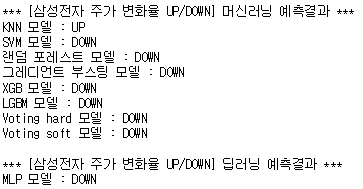 *** [삼성전자 주가 변화율 UP/DOWN] 머신러닝 예측결과 ***
KNN 모델 : UP
SVM 모델 : DOWN
랜덤 포레스트 모델 : DOWN
그레디언트 부스팅 모델 : DOWN
XGB 모델 : DOWN
LGBM 모델 : DOWN
Voting hard 모델 : DOWN
Voting soft 모델 : DOWN
*** [삼성전자 주가 변화율 UP/DOWN] 딥러닝 예측결과 ***
MLP 모델 : DOWN